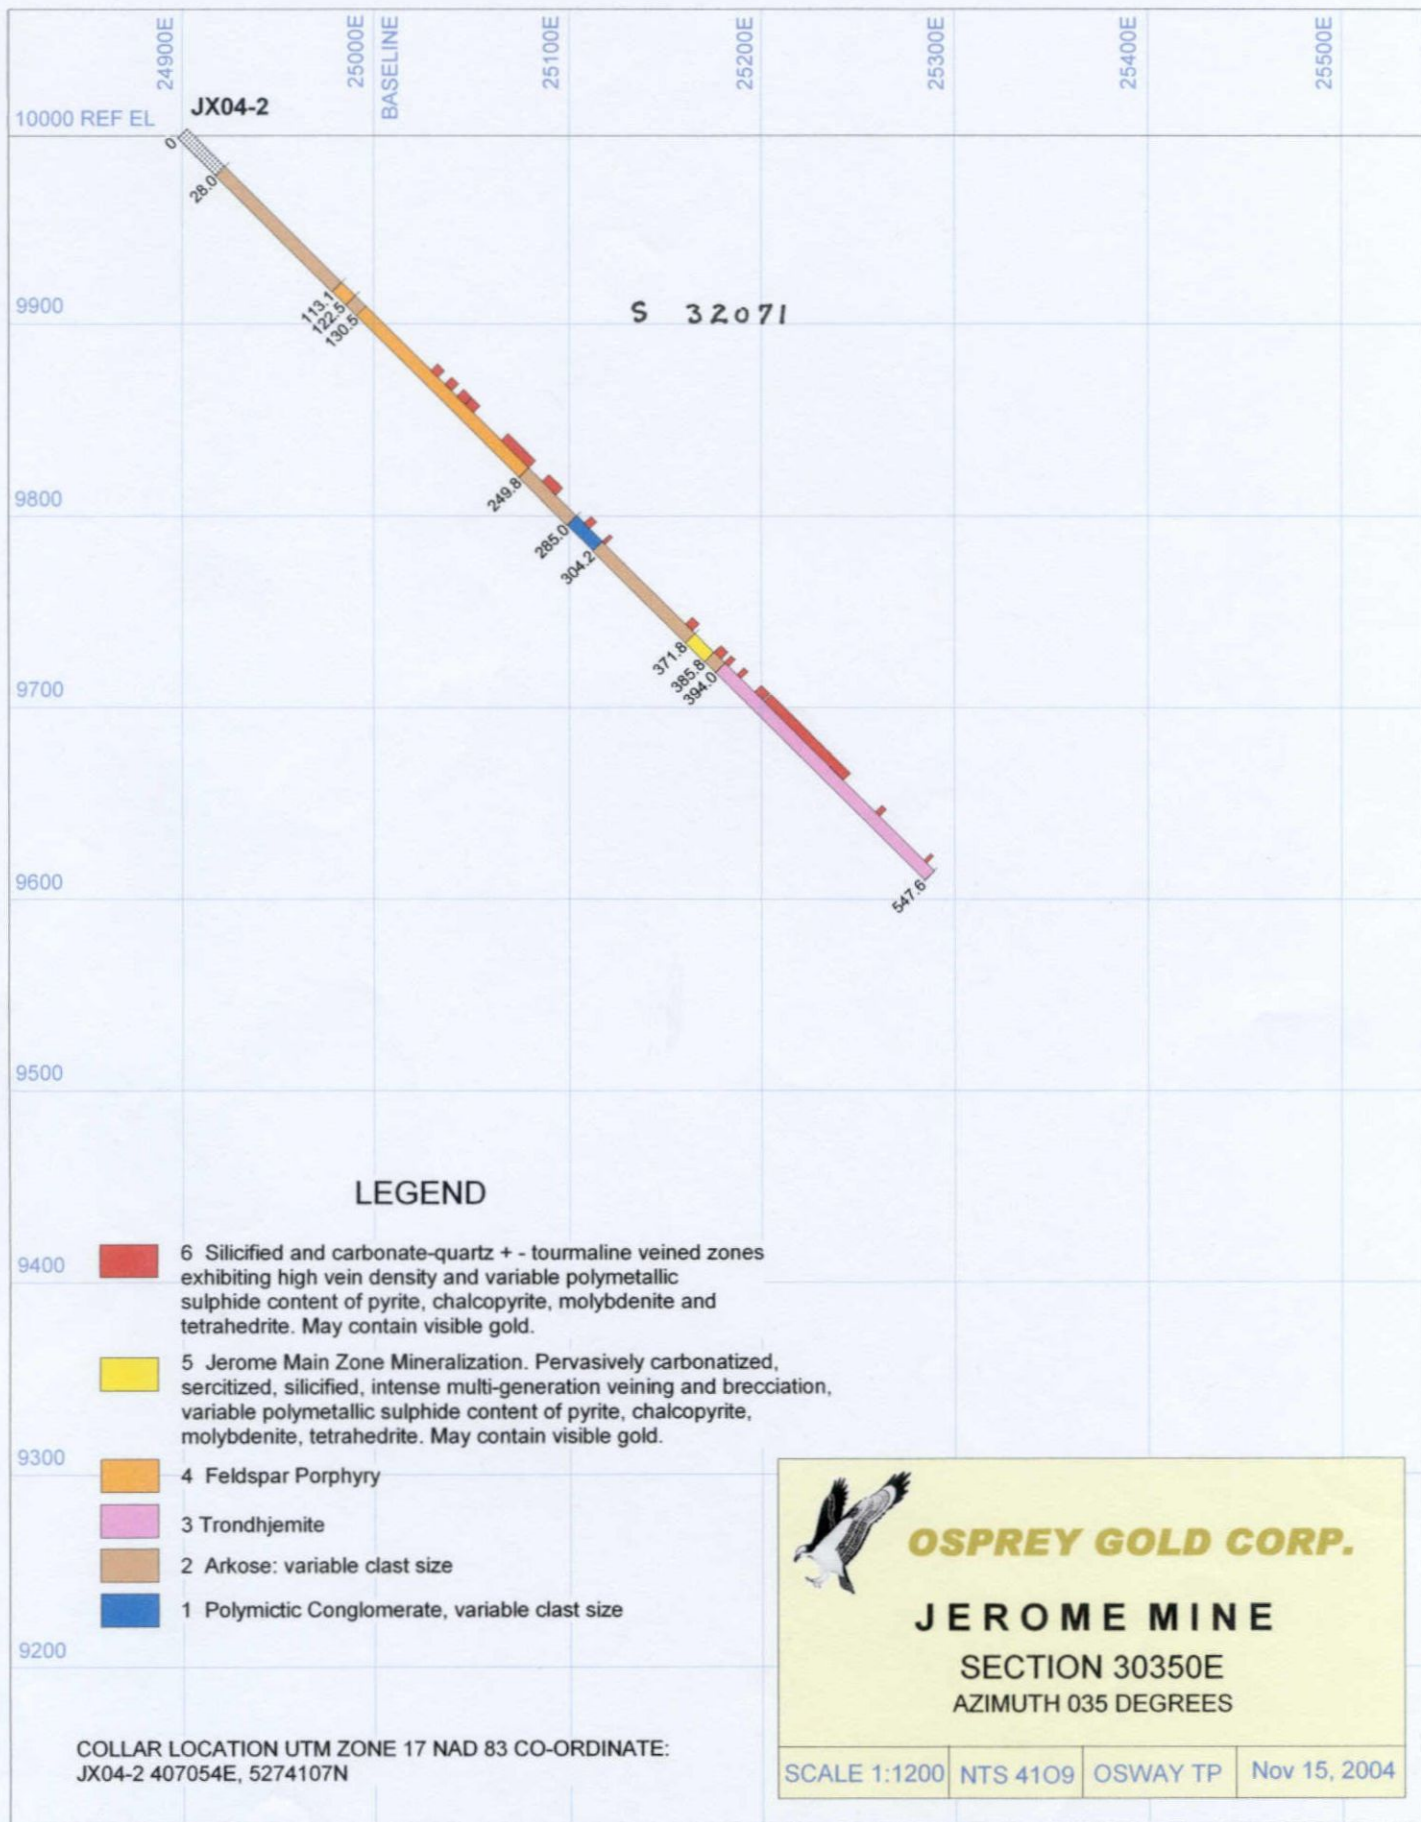 24900E
25000E
BASELINE
25100E
25200E
25300E
25400E
25500E
10000 REF EL
JX04-2
0
28.0
9900
113.1
122.5
130.5
S 32071
9800
249.8
285.0
304.2
9700
371.8
385.8
394.0
9600
547.6
9500
LEGEND
9400
6 Silicified and carbonate-quartz + - tourmaline veined zones
exhibiting high vein density and variable polymetallic
sulphide content of pyrite, chalcopyrite, molybdenite and
tetrahedrite. May contain visible gold.
5 Jerome Main Zone Mineralization. Pervasively carbonatized,
sercitized, silicified, intense multi-generation veining and brecciation,
variable polymetallic sulphide content of pyrite, chalcopyrite,
molybdenite, tetrahedrite. May contain visible gold.
9300
4 Feldspar Porphyry
3 Trondhjemite
2 Arkose: variable clast size
1 Polymictic Conglomerate, variable clast size
9200
OSPREY GOLD CORP.
JEROME MINE
SECTION 30350E
AZIMUTH 035 DEGREES
SCALE 1:1200
NTS 41O9
OSWAY TP
Nov 15, 2004
COLLAR LOCATION UTM ZONE 17 NAD 83 CO-ORDINATE:
JX04-2 407054E, 5274107N